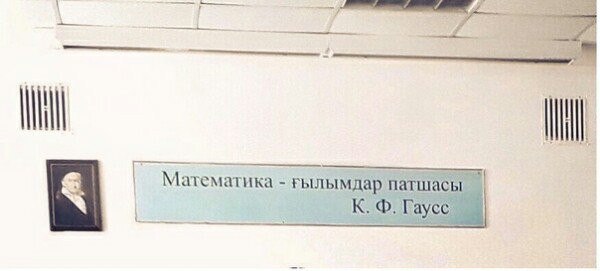 Математика - ғылымдар патшасы
К. Ф. Гаусс